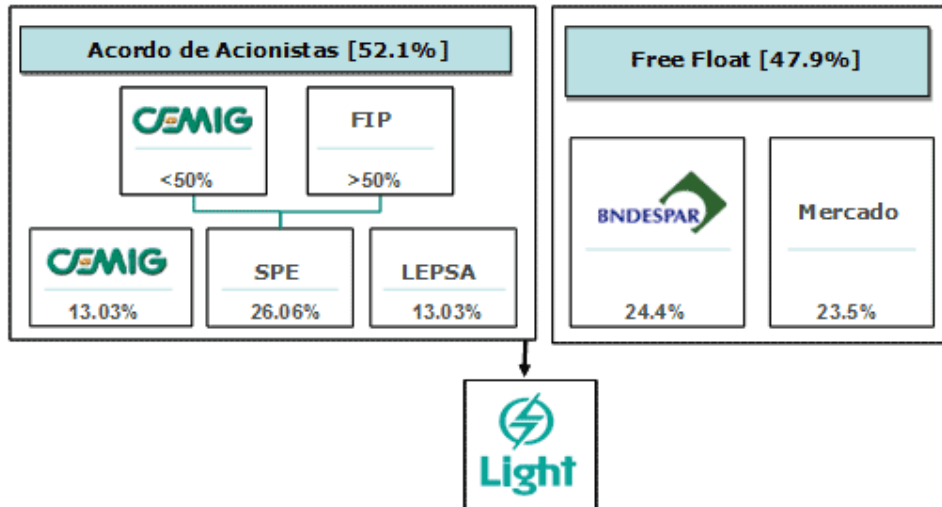 Acordo de Acionistas [52.1%]
Free Float [47.9%]
CEMIG
FIP
<50%
>50%
BNDESPAR
Mercado
24.4%
23.5%
CEMIG
SPE
LEPSA
13.03%
26.06%
13.03%
Light